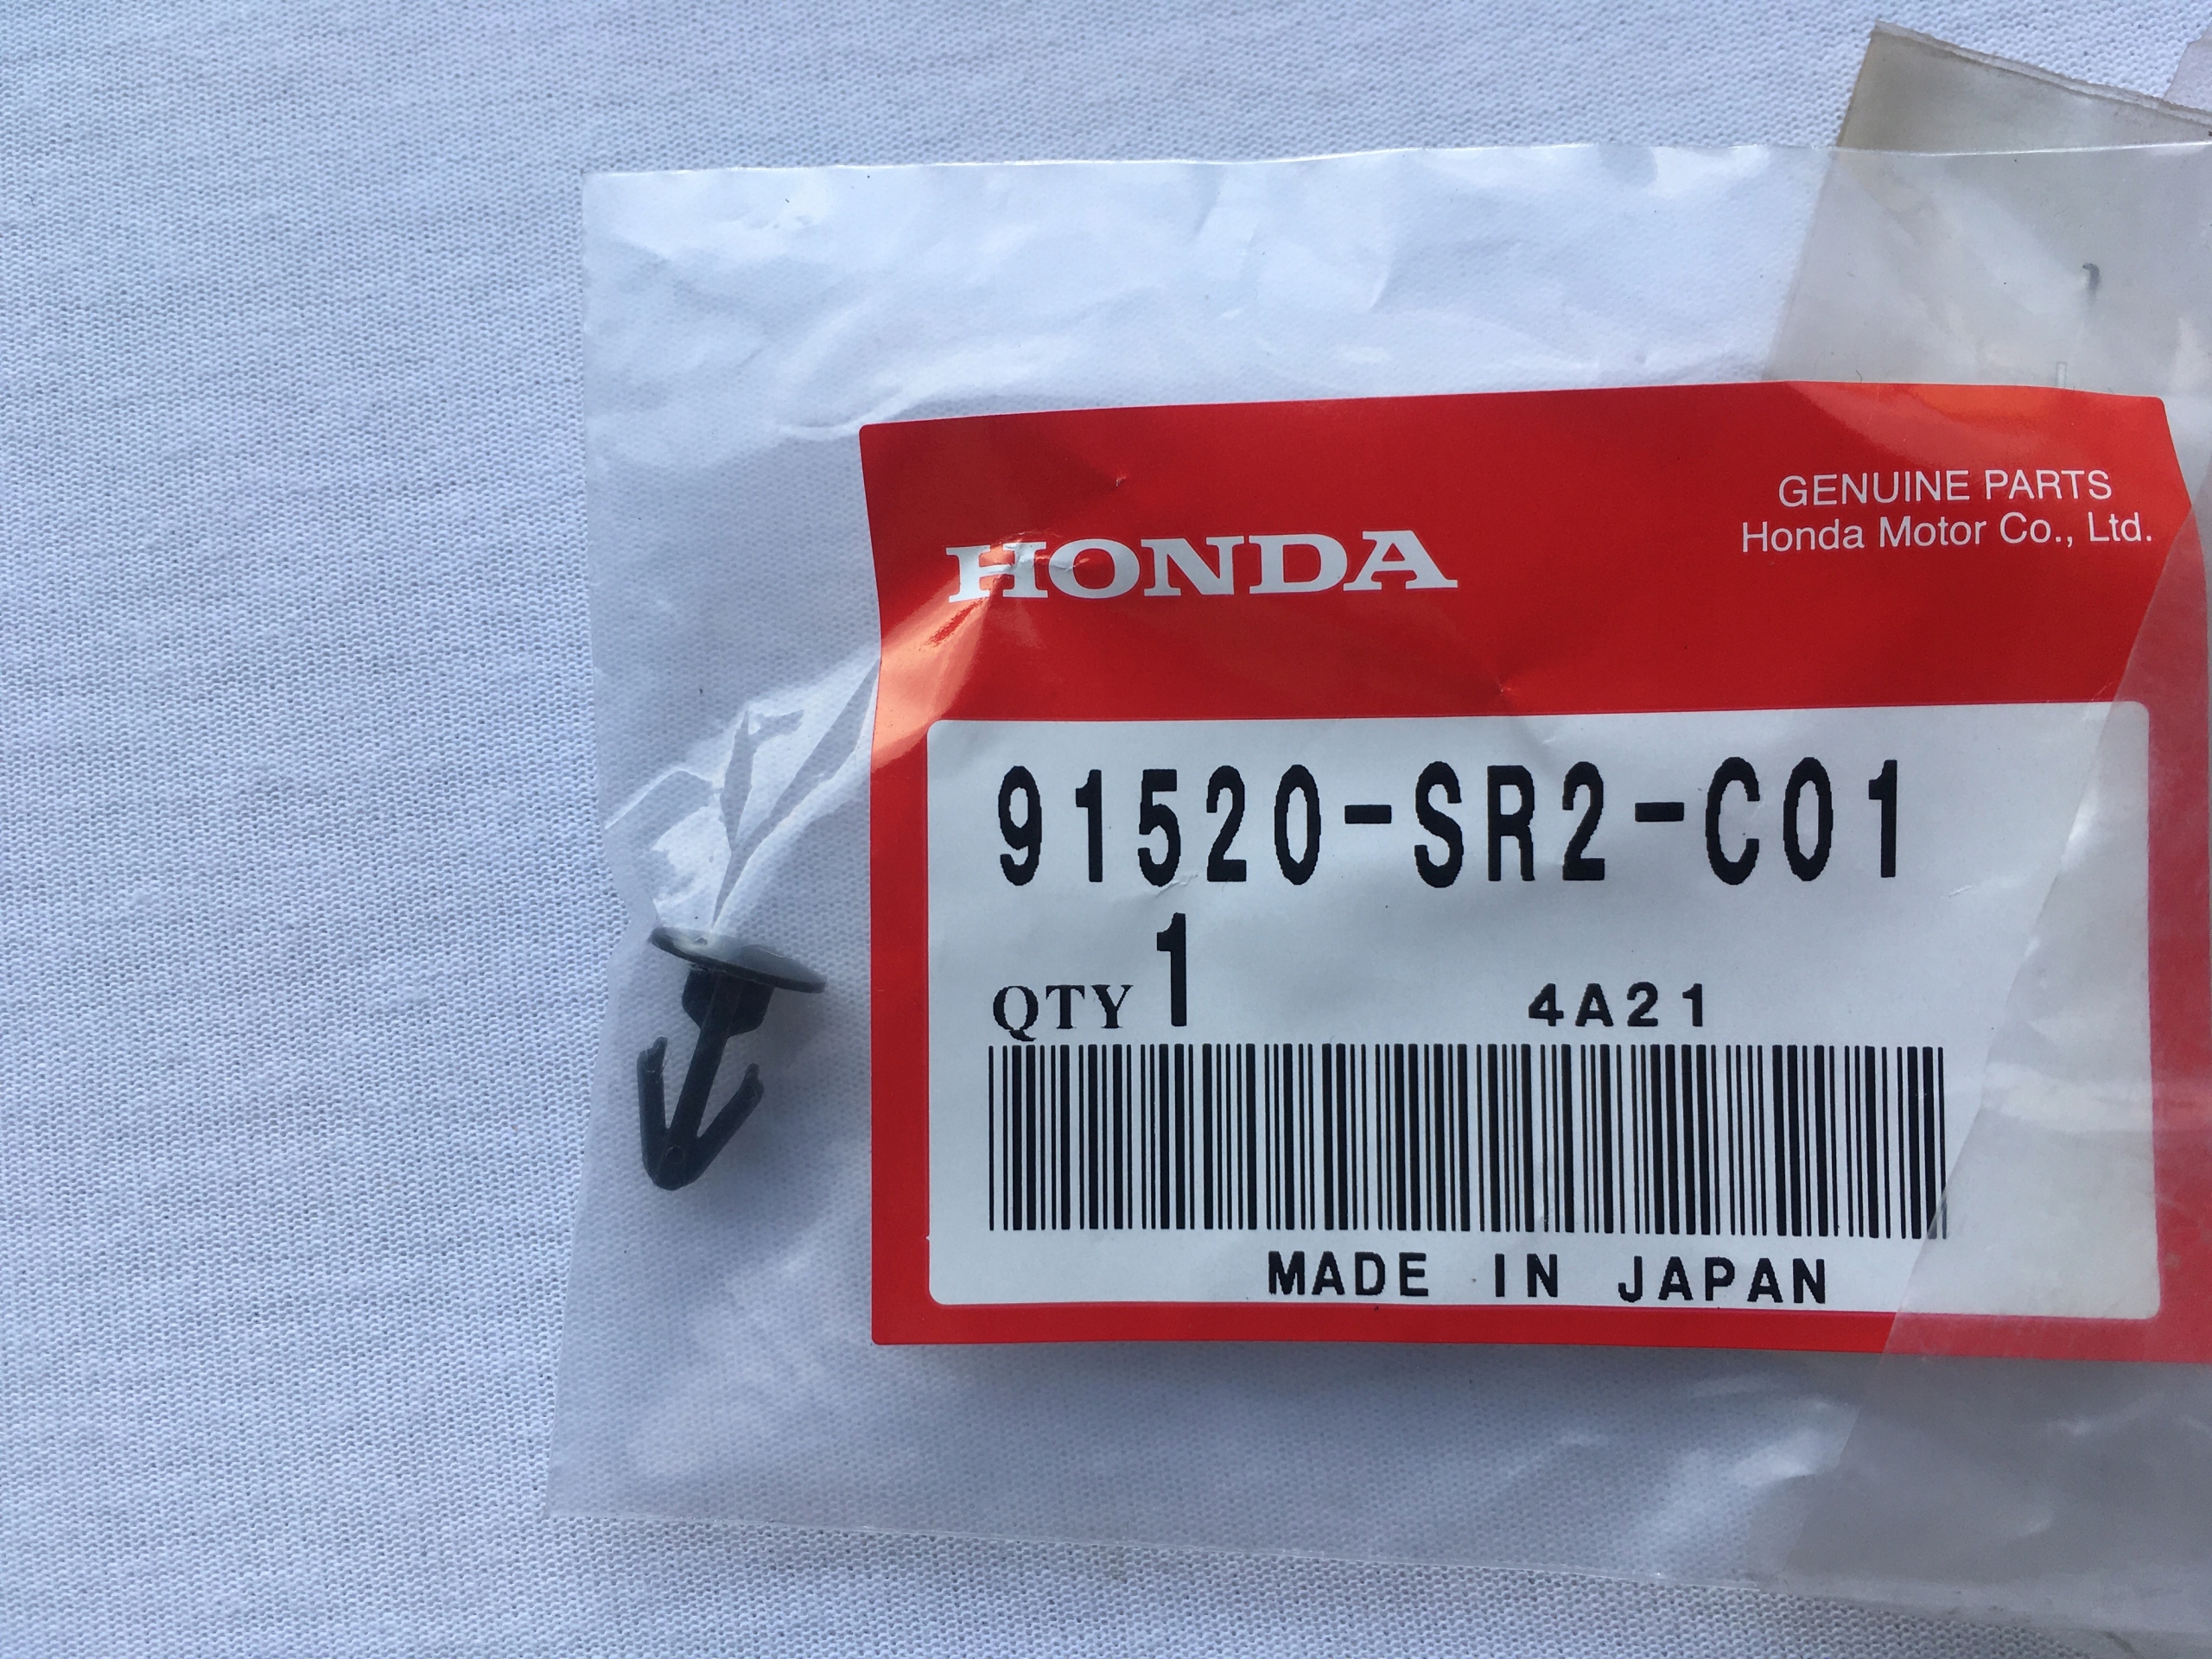 HONDA
GENUINE PARTS
Honda Motor Co., Ltd.
91520-SR2-C01
QTY 1 4A21
MADE IN JAPAN